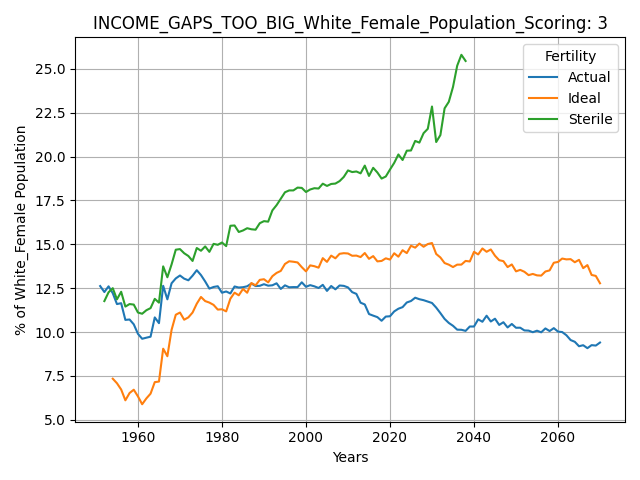 INCOME_GAPS_TOO_BIG_White_Female_Population_Scoring: 3
% of White_Female Population
25.0
22.5
20.0
17.5
15.0
12.5
10.0
7.5
5.0
Fertility
Actual
Ideal
Sterile
1960 1980 2000 2020 2040 2060
Years